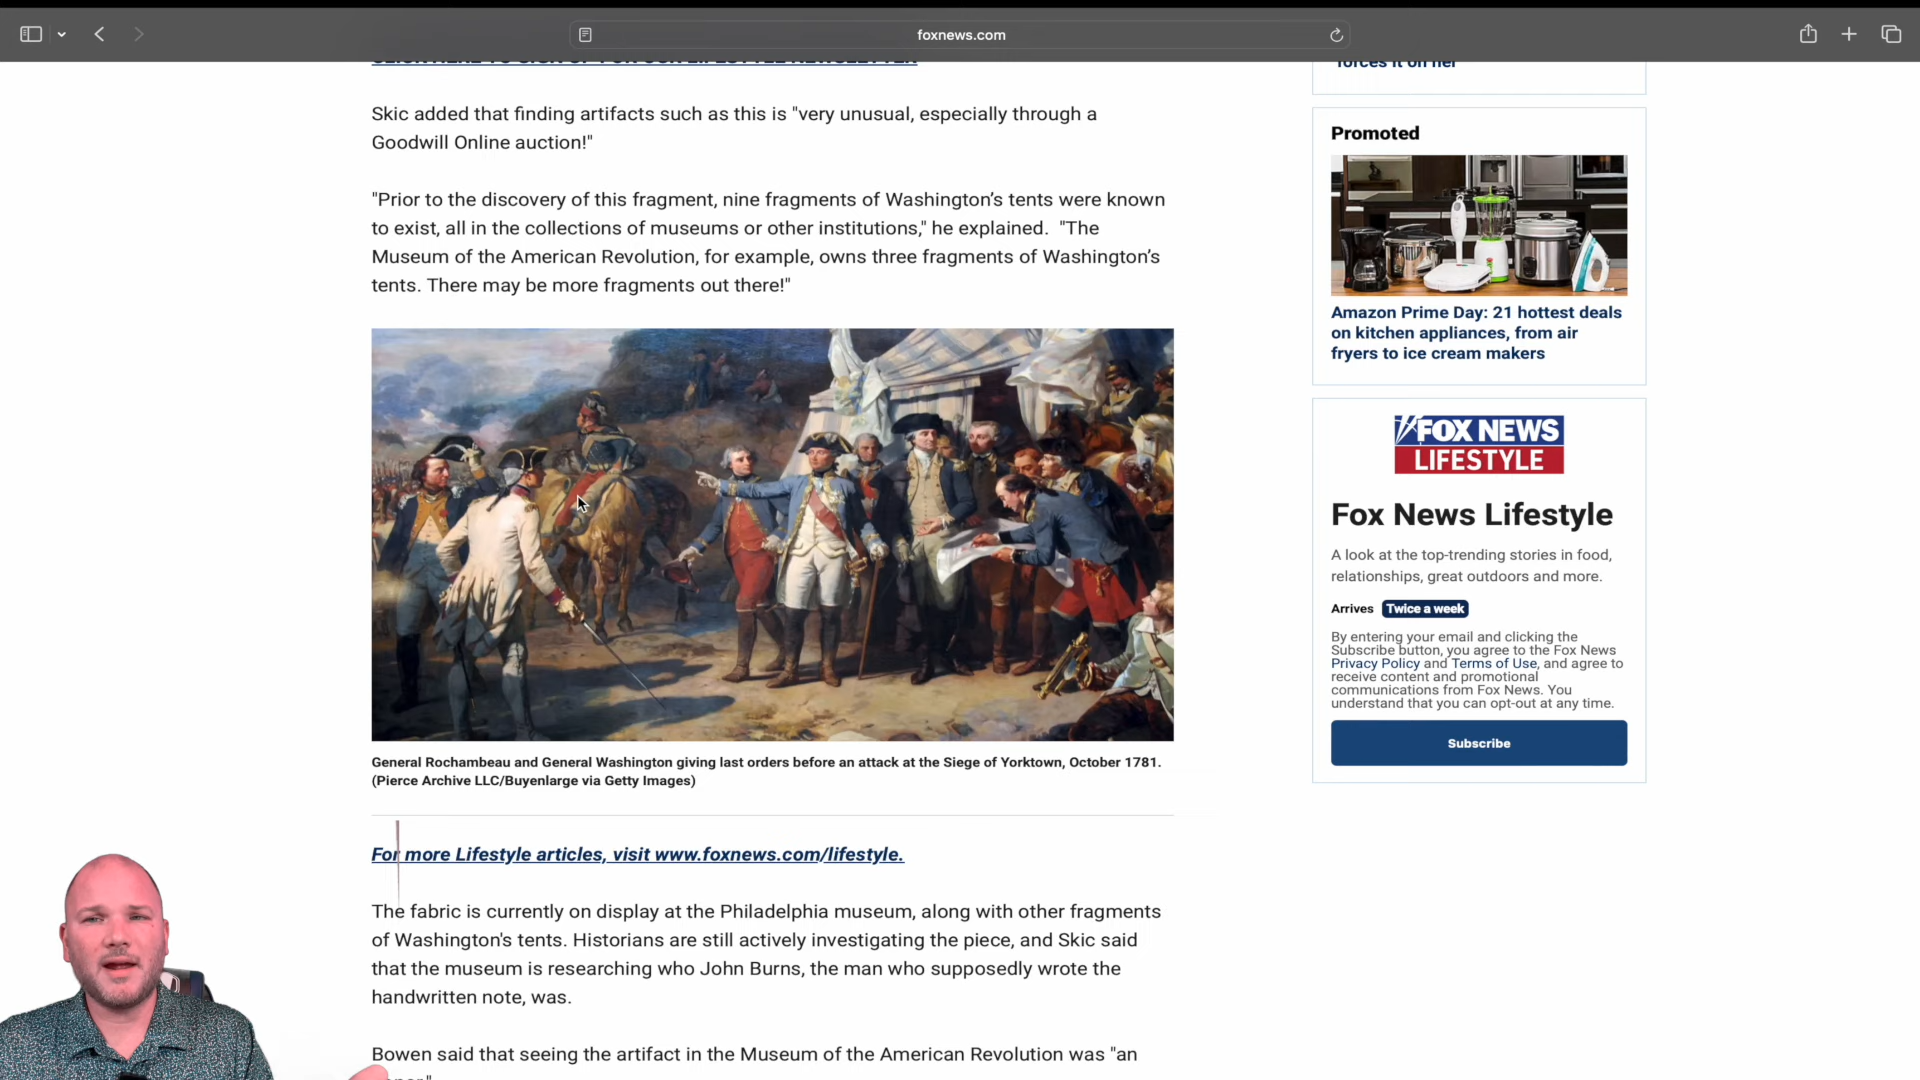 foxnews.com
CLICK HERE TO SIGN UP FOR OUR LIFESTYLE NEWSLETTER
Skic added that finding artifacts such as this is "very unusual, especially through a
Goodwill Online auction!"
"Prior to the discovery of this fragment, nine fragments of Washington’s tents were known
to exist, all in the collections of museums or other institutions," he explained.  "The
Museum of the American Revolution, for example, owns three fragments of Washington’s
tents. There may be more fragments out there!"
General Rochambeau and General Washington giving last orders before an attack at the Siege of Yorktown, October 1781.
(Pierce Archive LLC/Buyenlarge via Getty Images)
For more Lifestyle articles, visit www.foxnews.com/lifestyle.
The fabric is currently on display at the Philadelphia museum, along with other fragments
of Washington's tents. Historians are still actively investigating the piece, and Skic said
that the museum is researching who John Burns, the man who supposedly wrote the
handwritten note, was.
Bowen said that seeing the artifact in the Museum of the American Revolution was "an
forces it on her
Promoted
Amazon Prime Day: 21 hottest deals
on kitchen appliances, from air
fryers to ice cream makers
FOX NEWS
LIFESTYLE
Fox News Lifestyle
A look at the top-trending stories in food,
relationships, great outdoors and more.
Arrives Twice a week
By entering your email and clicking the
Subscribe button, you agree to the Fox News
Privacy Policy and Terms of Use, and agree to
receive content and promotional
communications from Fox News. You
understand that you can opt-out at any time.
Subscribe